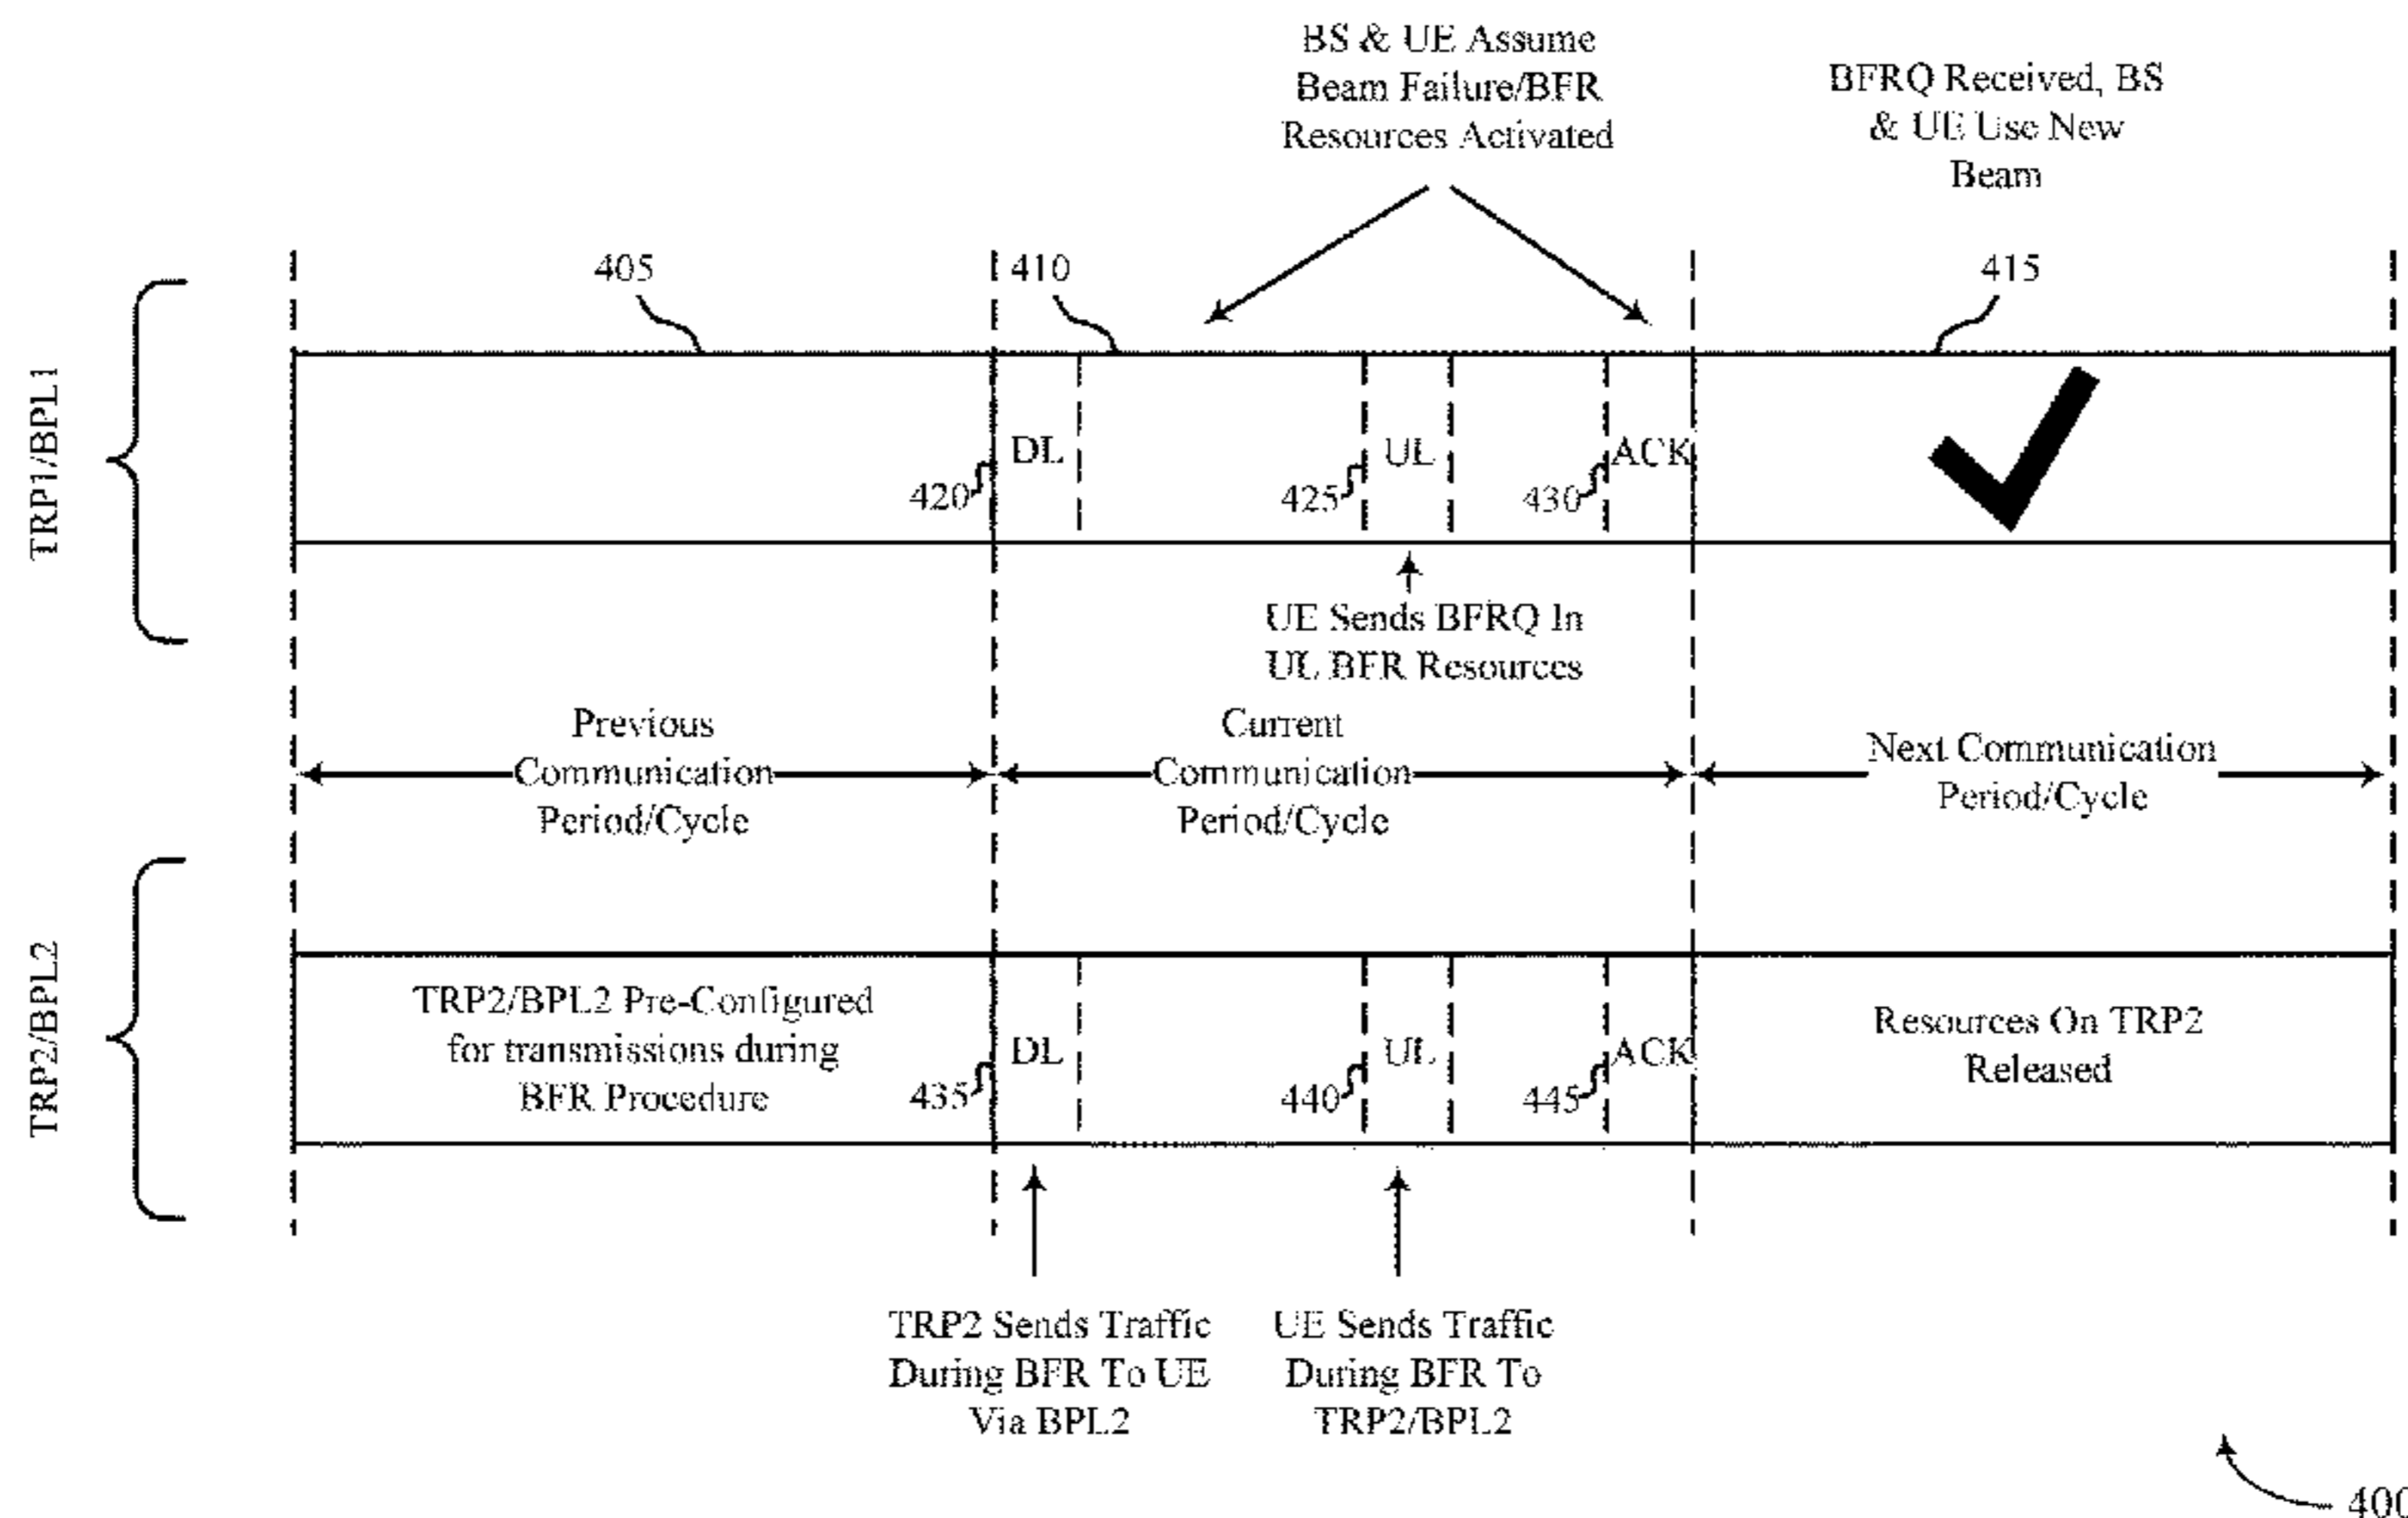 BS & UE Assume
Beam Failure/BFR
Resources Activated
BFRQ Received, BS
& UE Use New
Beam
405
410
415
TRP1/BPL1
DL
UL
ACK
420
425
430
UE Sends BFRQ In
UL BFR Resources
Previous
Communication
Period/Cycle
Current
Communication
Period/Cycle
Next Communication
Period/Cycle
TRP2/BPL2
TRP2/BPL2 Pre-Configured
for transmissions during
BFR Procedure
DL
UL
ACK
435
440
445
Resources On TRP2
Released
TRP2 Sends Traffic
During BFR To UE
Via BPL2
UE Sends Traffic
During BFR To
TRP2/BPL2
400